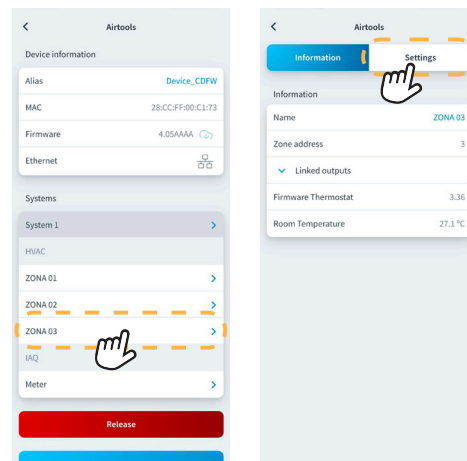 Airtools
Device information
Alias Device_CDFW
MAC 28:CC:FF:00:C1:73
Firmware 4.05AAAA
Ethernet
Systems
System 1
HVAC
ZONA 01
ZONA 02
ZONA 03
IAQ
Meter
Release
Airtools
Information Settings
Information
Name ZONA 03
Zone address 3
Linked outputs
Firmware Thermostat 3.36
Room Temperature 27.1 ºC